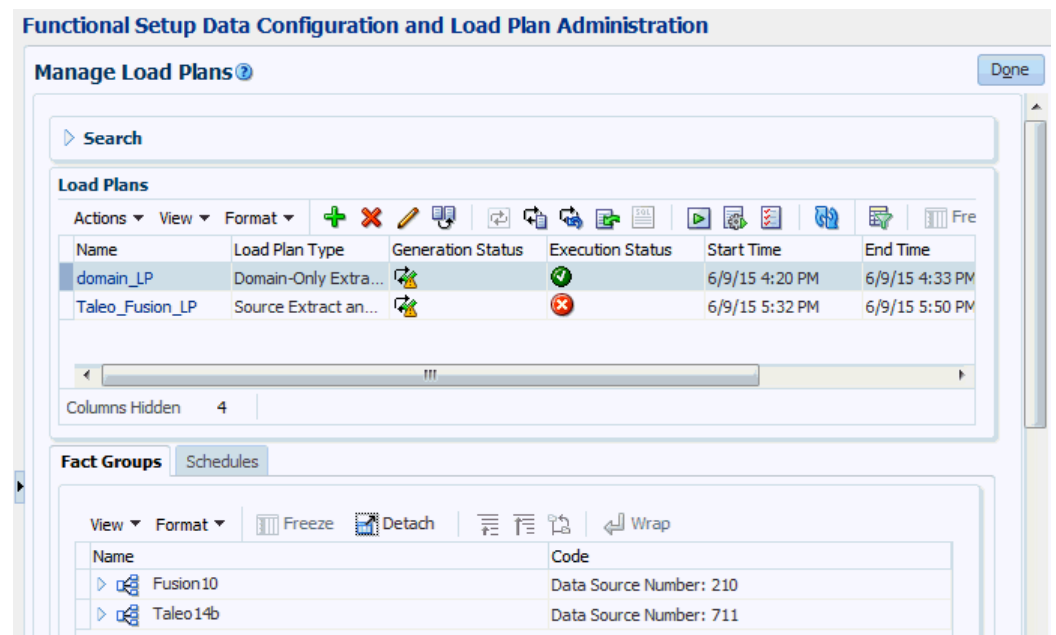 Functional Setup Data Configuration and Load Plan Administration
Manage Load Plans
Done
Search
Load Plans
Actions View Format Fre
Name Load Plan Type Generation Status Execution Status Start Time End Time
domain_LP Domain-Only Extra... 6/9/15 4:20 PM 6/9/15 4:33 PM
Taleo_Fusion_LP Source Extract an... 6/9/15 5:32 PM 6/9/15 5:50 PM
Columns Hidden 4
Fact Groups Schedules
View Format Freeze Detach Wrap
Name Code
Fusion10 Data Source Number: 210
Taleo14b Data Source Number: 711